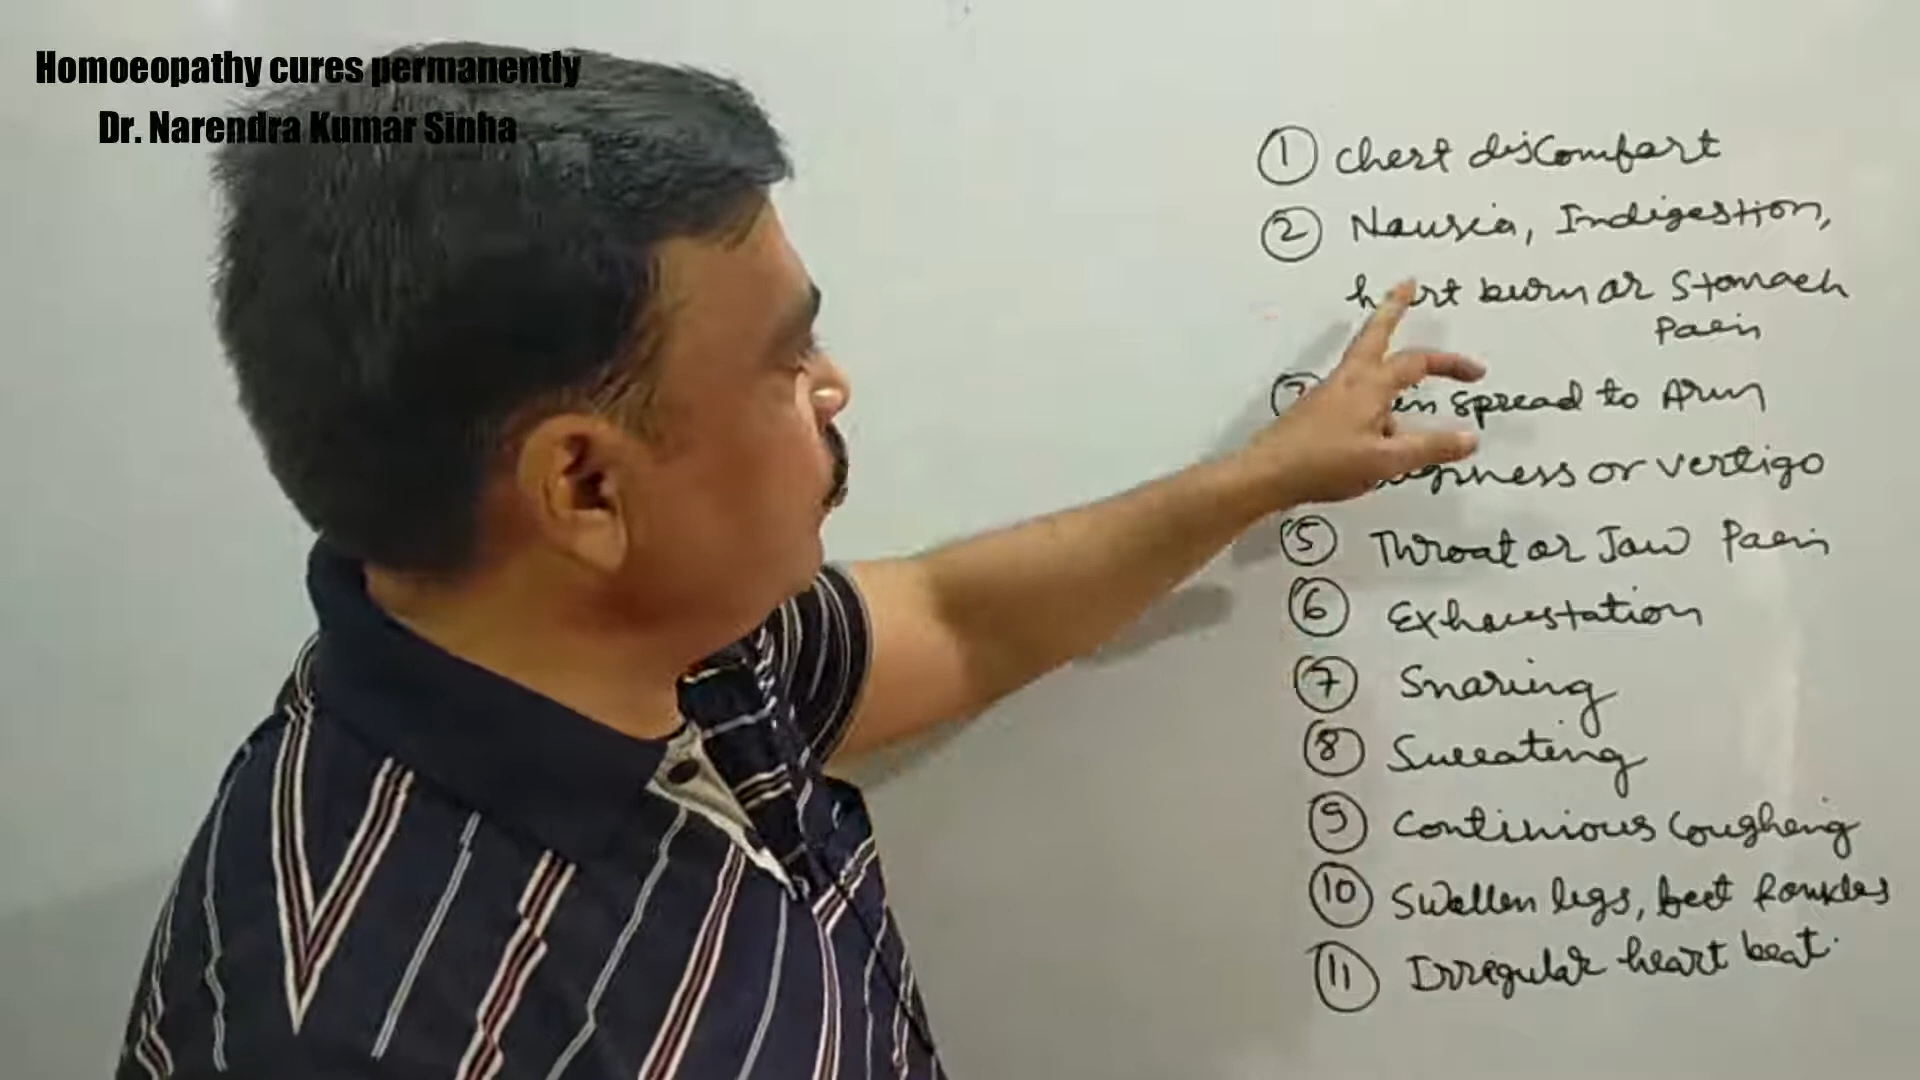 Homoeopathy cures permanently
Dr. Narendra Kumar Sinha
① Chest discomfort
② Nausia, Indigestion,
heart burn or Stomach
Pain
spread to Arm
or vertigo
⑤ Throat or Jaw Pain
⑥ Exhaustation
⑦ Snoring
⑧ Sweating
⑨ Continious Coughing
⑩ Swollen legs, feet & ankles
⑪ Irregular heart beat.